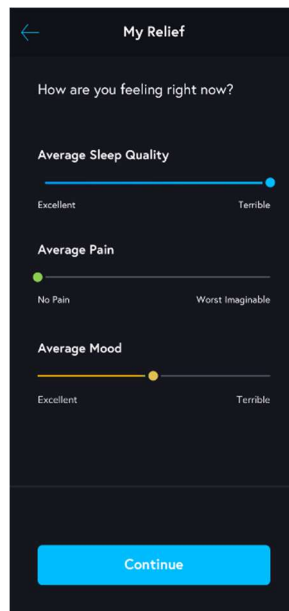 My Relief
How are you feeling right now?
Average Sleep Quality
Excellent Terrible
Average Pain
No Pain Worst Imaginable
Average Mood
Excellent Terrible
Continue